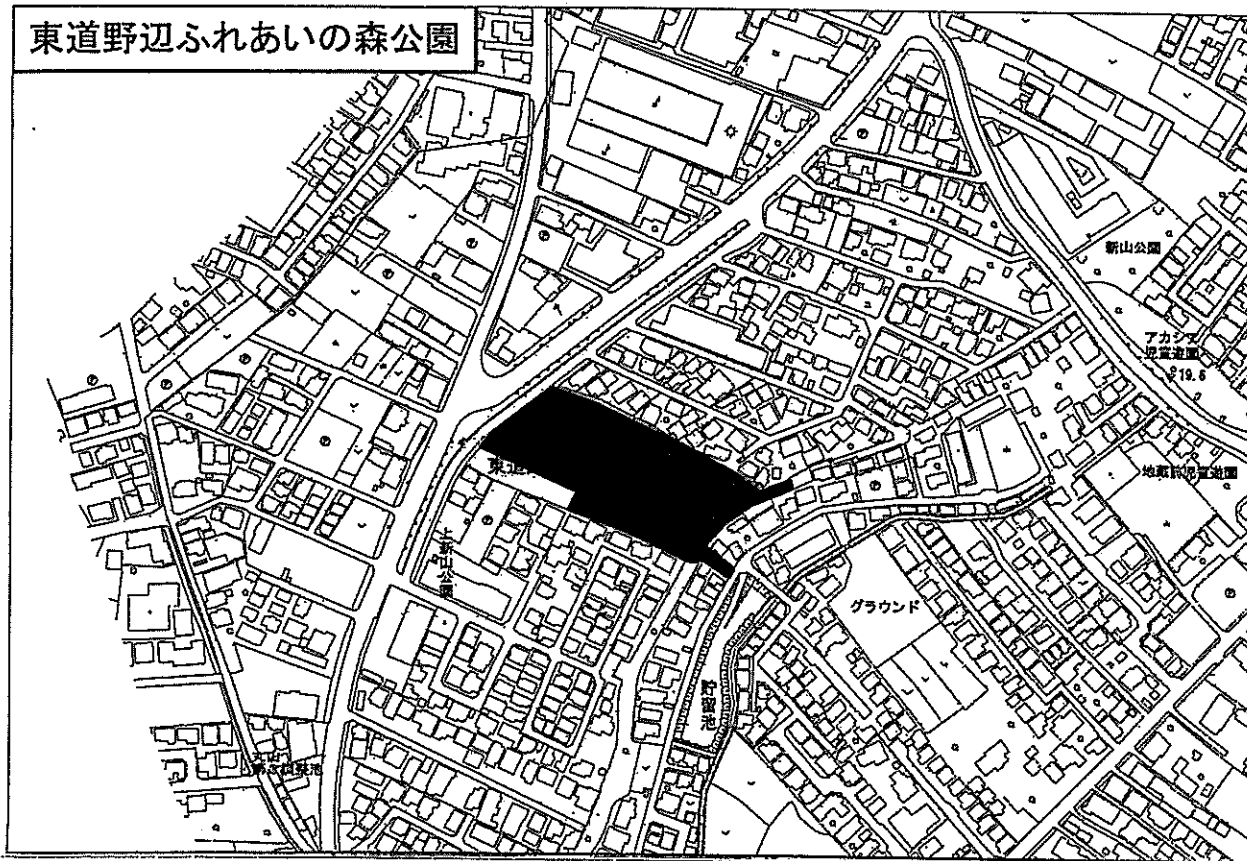 東道野辺ふれあいの森公園
新山公園
アカシア
児童遊園
19.6
地蔵前児童遊園
東道
上新山公園
グラウンド
貯留池
丸山